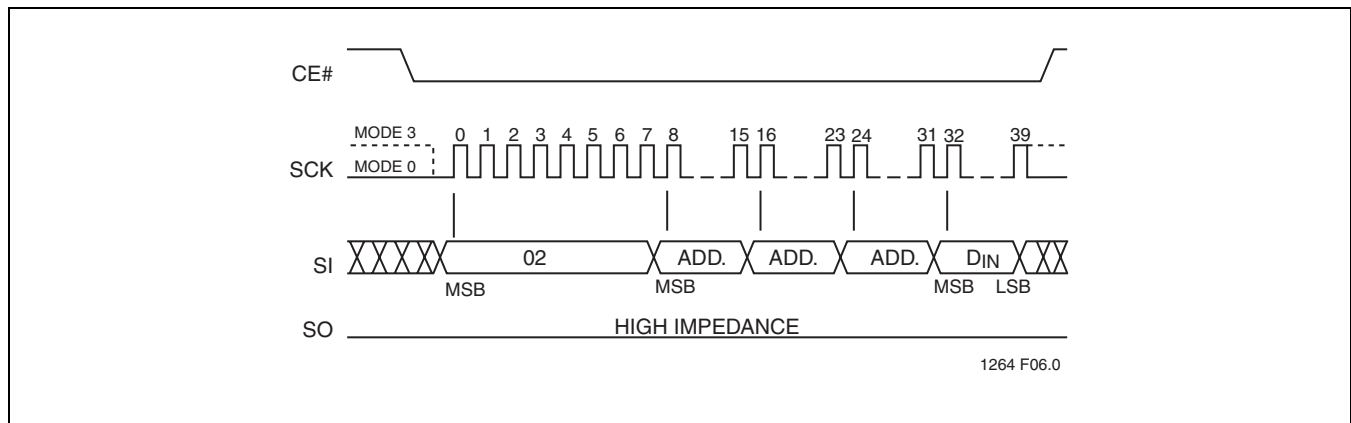 CE#
MODE 3 0 1 2 3 4 5 6 7 8 15 16 23 24 31 32 39
SCK MODE 0
SI 02 ADD. ADD. ADD. DIN
MSB MSB MSB LSB
SO HIGH IMPEDANCE
1264 F06.0